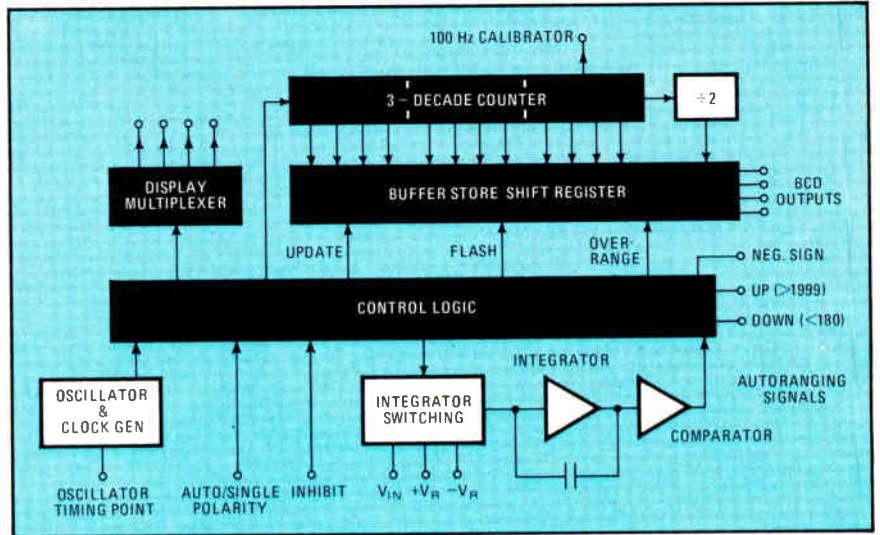 100 Hz CALIBRATOR
3 - DECADE COUNTER
÷2
DISPLAY
MULTIPLEXER
BUFFER STORE SHIFT REGISTER
BCD
OUTPUTS
UPDATE
FLASH
OVER-
RANGE
NEG. SIGN
CONTROL LOGIC
UP (>1999)
DOWN (<180)
OSCILLATOR
&
CLOCK GEN
INTEGRATOR
SWITCHING
INTEGRATOR
COMPARATOR
AUTORANGING
SIGNALS
OSCILLATOR
TIMING POINT
AUTO/SINGLE
POLARITY
INHIBIT
VIN +VR −VR